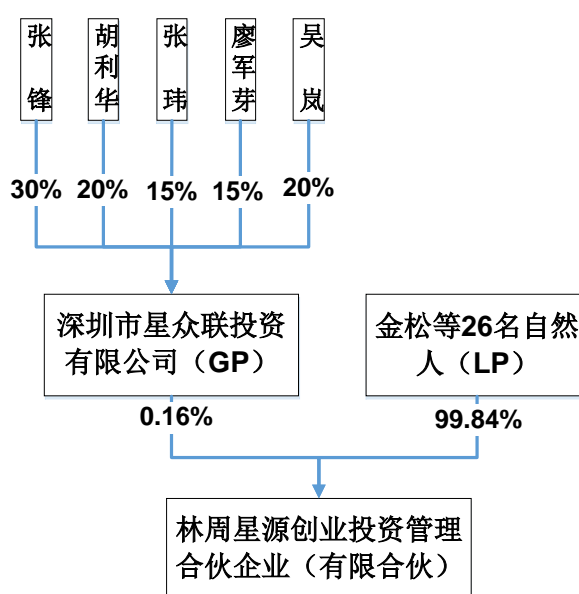 张锋
胡利华
张玮
廖军芽
吴岚
30%
20%
15%
15%
20%
深圳市星众联投资
有限公司（GP）
金松等26名自然
人（LP）
0.16%
99.84%
林周星源创业投资管理
合伙企业（有限合伙）